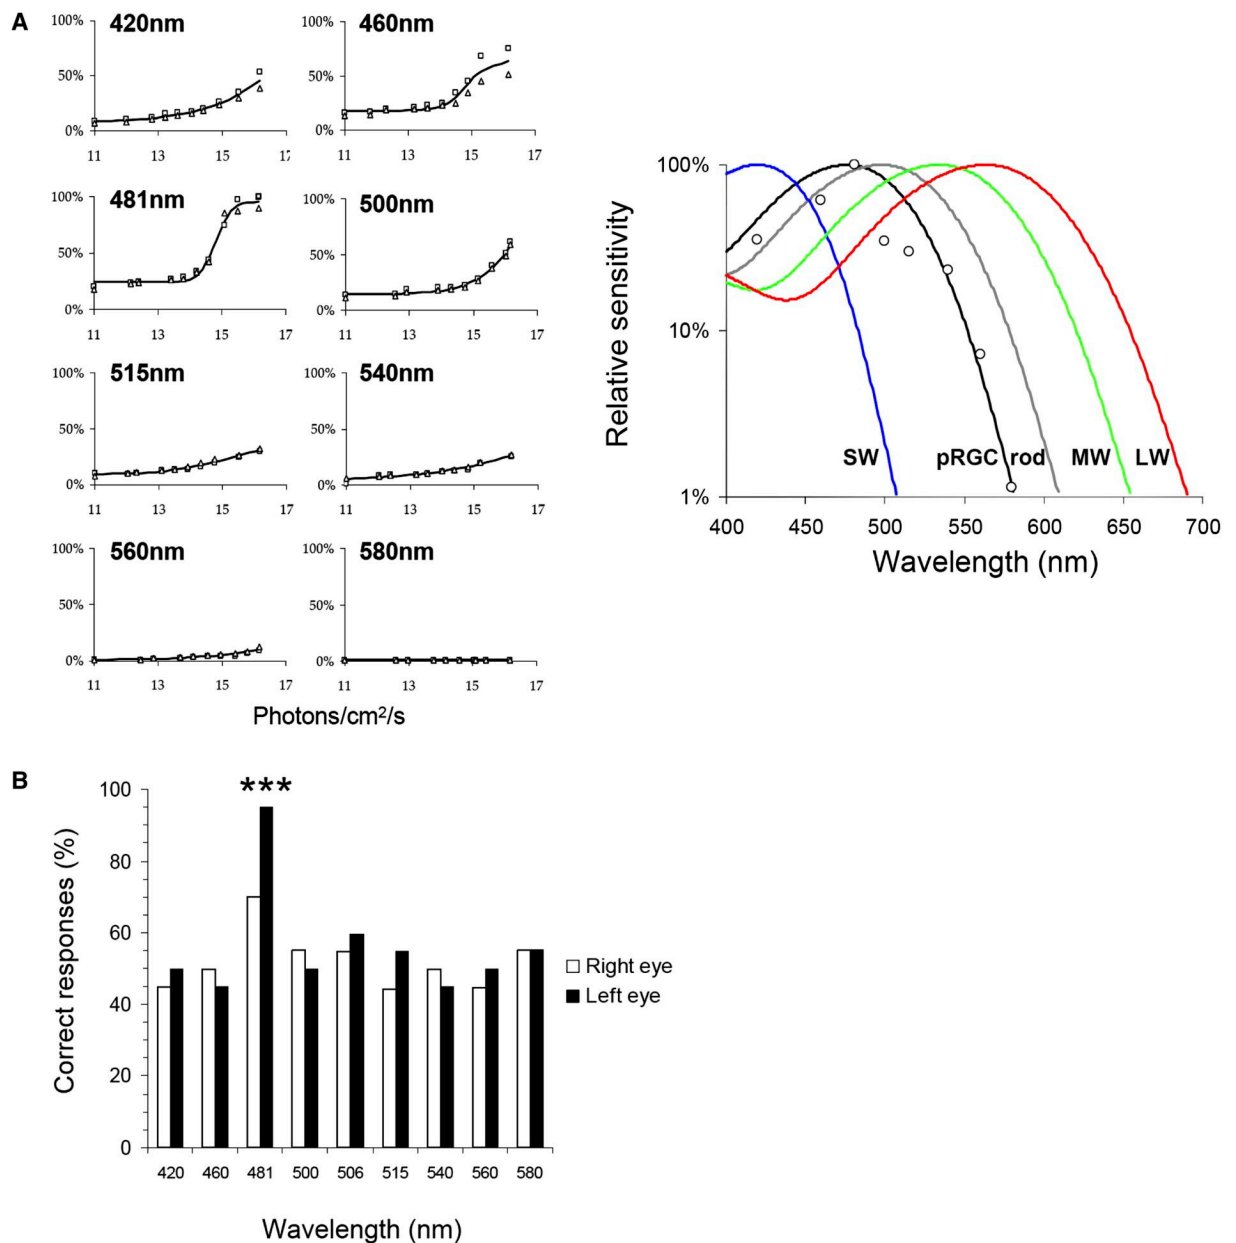 A
420nm
100%
50%
0%
11 13 15 17
460nm
100%
50%
0%
11 13 15 17
481nm
100%
50%
0%
11 13 15 17
500nm
100%
50%
0%
11 13 15 17
515nm
100%
50%
0%
11 13 15 17
540nm
100%
50%
0%
11 13 15 17
560nm
100%
50%
0%
11 13 15 17
580nm
100%
50%
0%
11 13 15 17
Photons/cm²/s
Relative sensitivity
100%
10%
1%
SW pRGC rod MW LW
400 450 500 550 600 650 700
Wavelength (nm)
B
Correct responses (%)
100
80
60
40
20
0
***
420 460 481 500 506 515 540 560 580
Wavelength (nm)
Right eye
Left eye